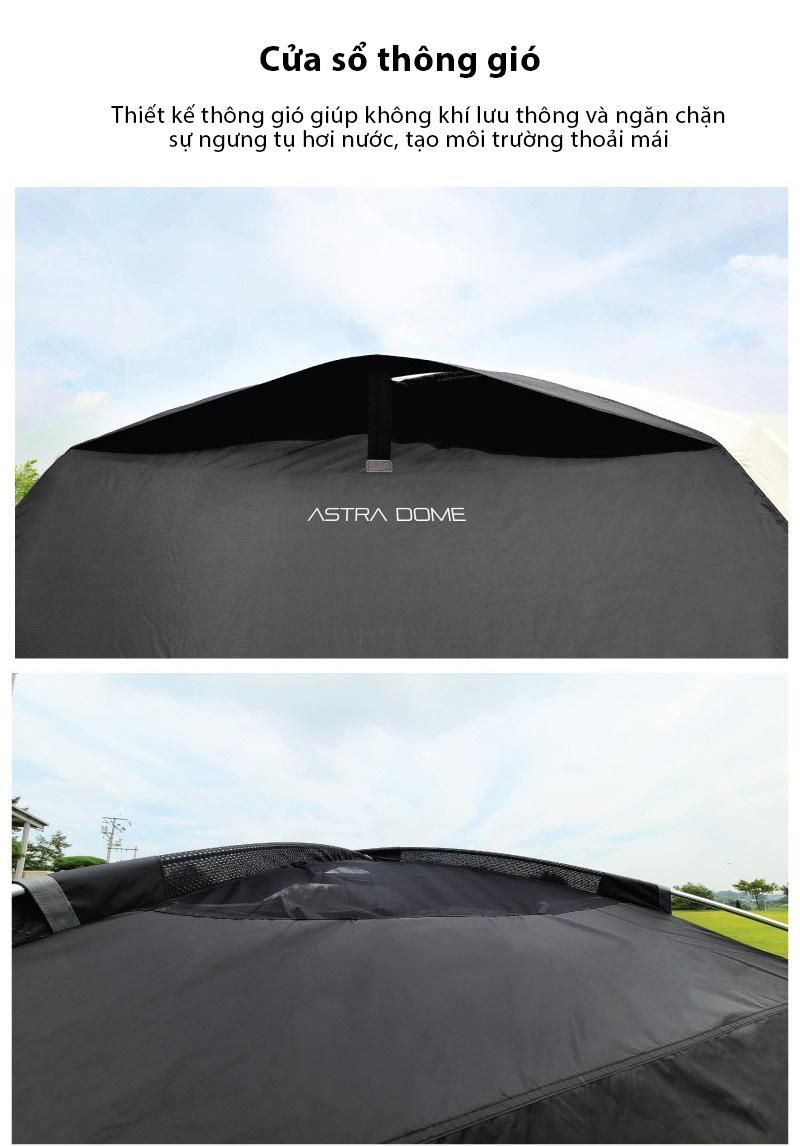 Cửa sổ thông gió
Thiết kế thông gió giúp không khí lưu thông và ngăn chặn
sự ngưng tụ hơi nước, tạo môi trường thoải mái
ASTRA DOME